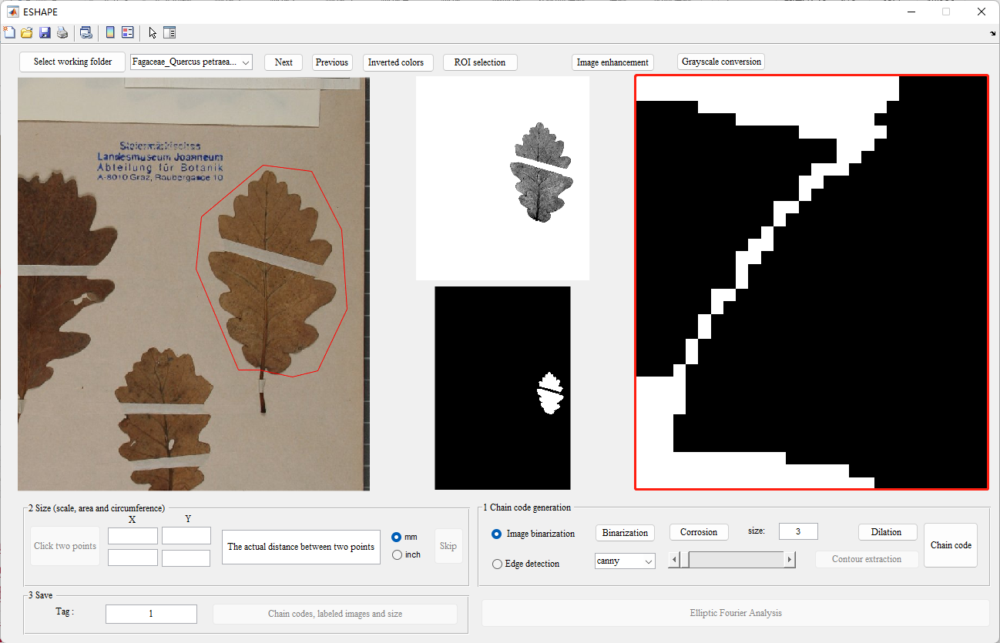 ESHAPE
Select working folder
Fagaceae_Quercus petraea...
Next
Previous
Inverted colors
ROI selection
Image enhancement
Grayscale conversion
Steiermärkisches
Landesmuseum Joanneum
Abteilung für Botanik
A-8010 Graz, Raubergasse 10
2 Size (scale, area and circumference)
X
Y
Click two points
The actual distance between two points
mm
inch
Skip
1 Chain code generation
Image binarization
Binarization
Corrosion
size:
3
Dilation
Chain code
Edge detection
canny
Contour extraction
3 Save
Tag :
1
Chain codes, labeled images and size
Elliptic Fourier Analysis